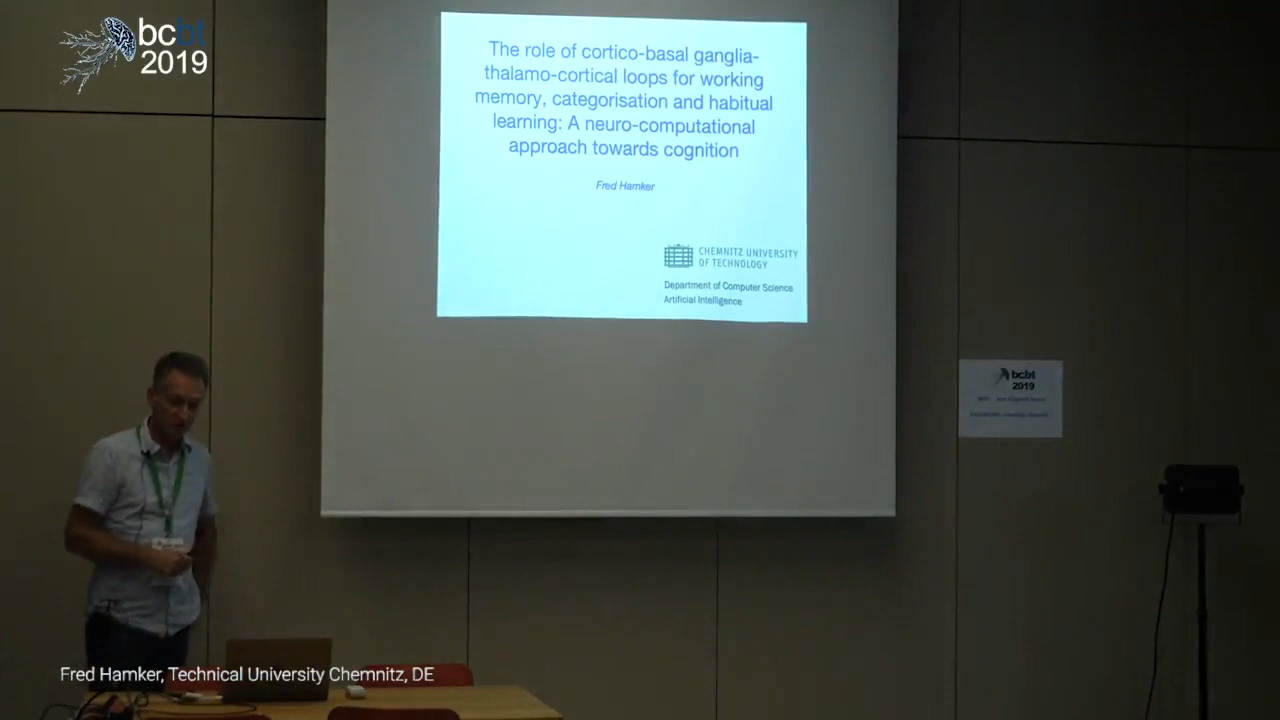 bcbt
2019
The role of cortico-basal ganglia-
thalamo-cortical loops for working
memory, categorisation and habitual
learning: A neuro-computational
approach towards cognition
Fred Hamker
CHEMNITZ UNIVERSITY
OF TECHNOLOGY
Department of Computer Science
Artificial Intelligence
bcbt
2019
Fred Hamker, Technical University Chemnitz, DE